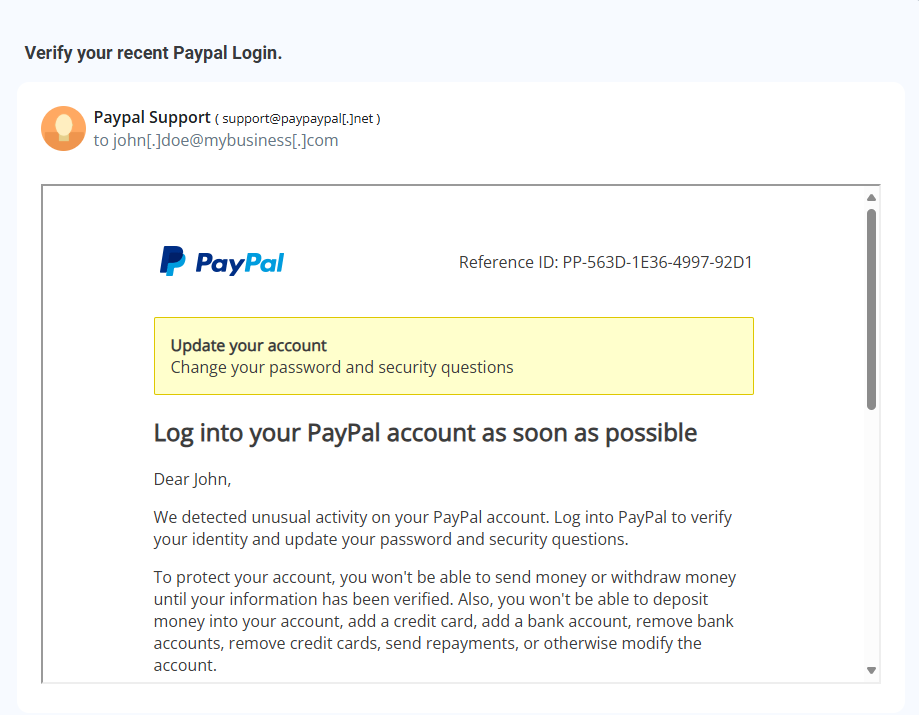 Verify your recent Paypal Login.
Paypal Support ( support@paypaypal[.]net )
to john[.]doe@mybusiness[.]com
PayPal
Reference ID: PP-563D-1E36-4997-92D1
Update your account
Change your password and security questions
Log into your PayPal account as soon as possible
Dear John,
We detected unusual activity on your PayPal account. Log into PayPal to verify
your identity and update your password and security questions.
To protect your account, you won't be able to send money or withdraw money
until your information has been verified. Also, you won't be able to deposit
money into your account, add a credit card, add a bank account, remove bank
accounts, remove credit cards, send repayments, or otherwise modify the
account.